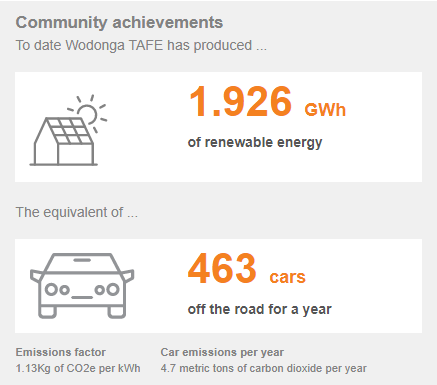 Community achievements
To date Wodonga TAFE has produced ...
1.926 GWh
of renewable energy
The equivalent of ...
463 cars
off the road for a year
Emissions factor
1.13Kg of CO2e per kWh
Car emissions per year
4.7 metric tons of carbon dioxide per year